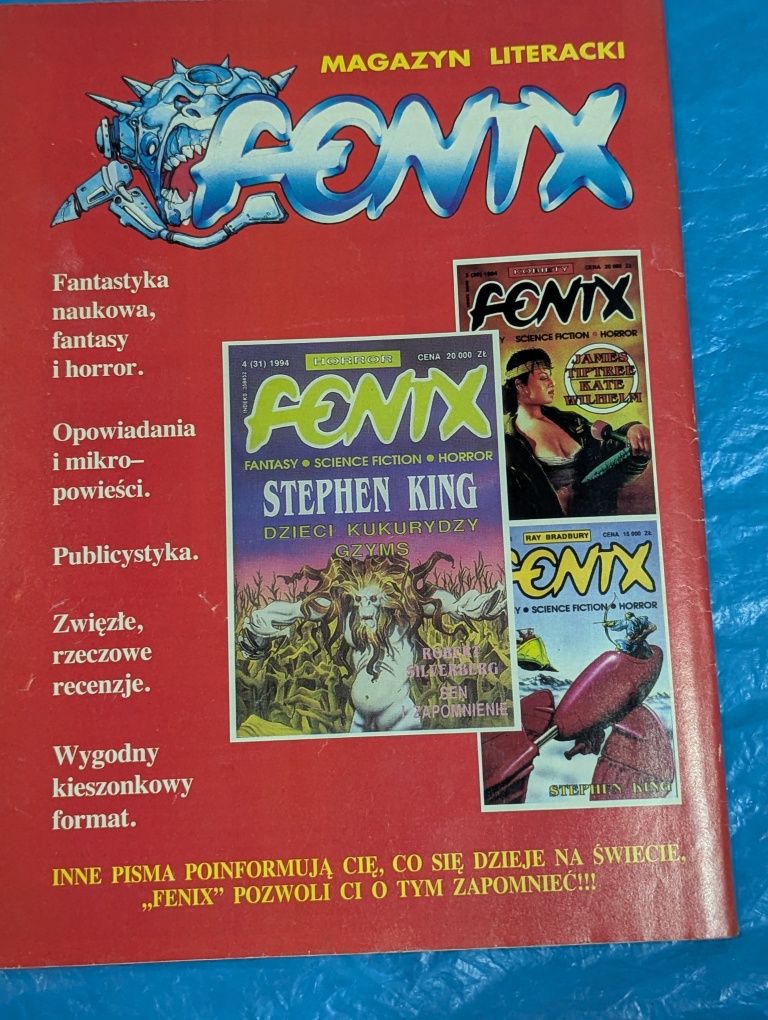 MAGAZYN LITERACKI
FENIX
Fantastyka
naukowa,
fantasy
i horror.
Opowiadania
i mikro–
powieści.
Publicystyka.
Zwięzłe,
rzeczowe
recenzje.
Wygodny
kieszonkowy
format.
4 (31) 1994
HORROR
CENA 20 000 ZŁ
FENIX
FANTASY ● SCIENCE FICTION ● HORROR
STEPHEN KING
DZIECI KUKURYDZY
GZYMS
ROBERT
SILVERBERG
SEN
I ZAPOMNIENIE
3 (30) 1994
KOBIETY
CENA 20 000 ZŁ
FENIX
Y SCIENCE FICTION ● HORROR
JAMES
TIPTREE
KATE
WILHELM
RAY BRADBURY
CENA 15 000 ZŁ
FENIX
Y ● SCIENCE FICTION ● HORROR
STEPHEN KING
INNE PISMA POINFORMUJĄ CIĘ, CO SIĘ DZIEJE NA ŚWIECIE,
„FENIX” POZWOLI CI O TYM ZAPOMNIEĆ!!!